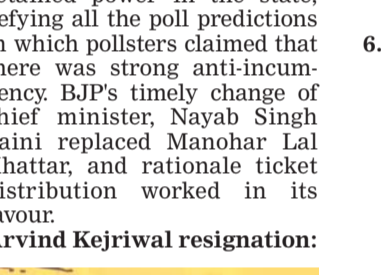 etained power in the state,
efying all the poll predictions
n which pollsters claimed that
here was strong anti-incum-
ency. BJP's timely change of
hief minister, Nayab Singh
aini replaced Manohar Lal
hattar, and rationale ticket
istribution worked in its
avour.
rvind Kejriwal resignation:
6.